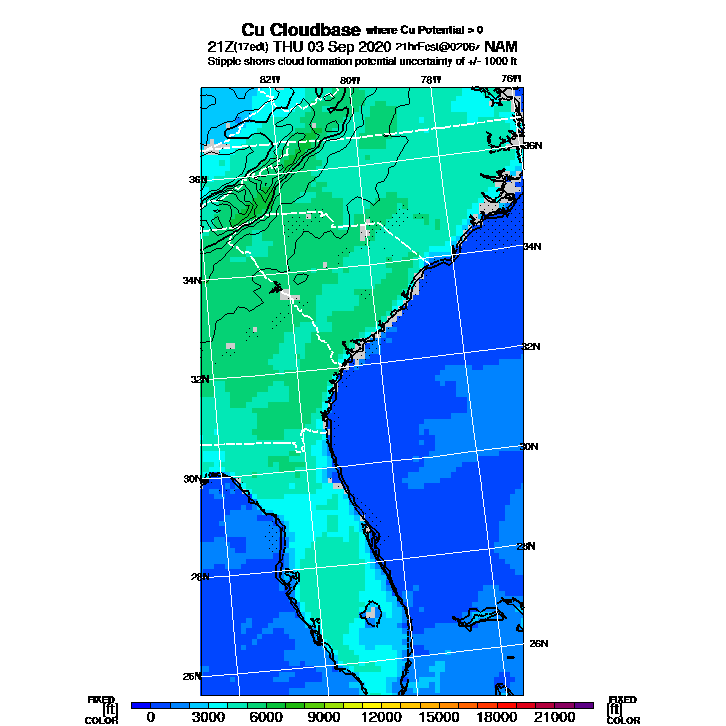 Cu Cloudbase where Cu Potential > 0
21Z(17edt) THU 03 Sep 2020 21hrFcst@0206z NAM
Stipple shows cloud formation potential uncertainty of +/- 1000 ft
82W 80W 78W 76W
36N
36N
34N
34N
32N
32N
30N
30N
28N
28N
26N
26N
FIXED [ft] COLOR
0 3000 6000 9000 12000 15000 18000 21000
FIXED [ft] COLOR